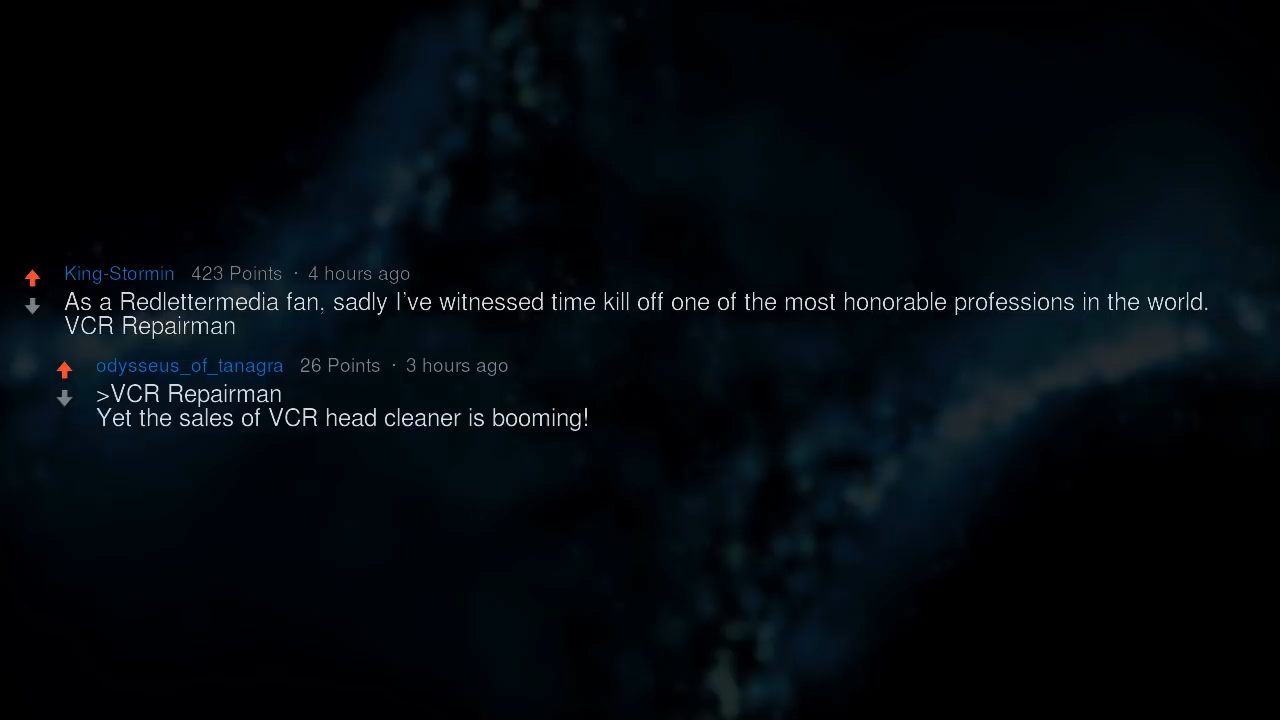 King-Stormin 423 Points · 4 hours ago
As a Redlettermedia fan, sadly I've witnessed time kill off one of the most honorable professions in the world.
VCR Repairman
odysseus_of_tanagra 26 Points · 3 hours ago
>VCR Repairman
Yet the sales of VCR head cleaner is booming!